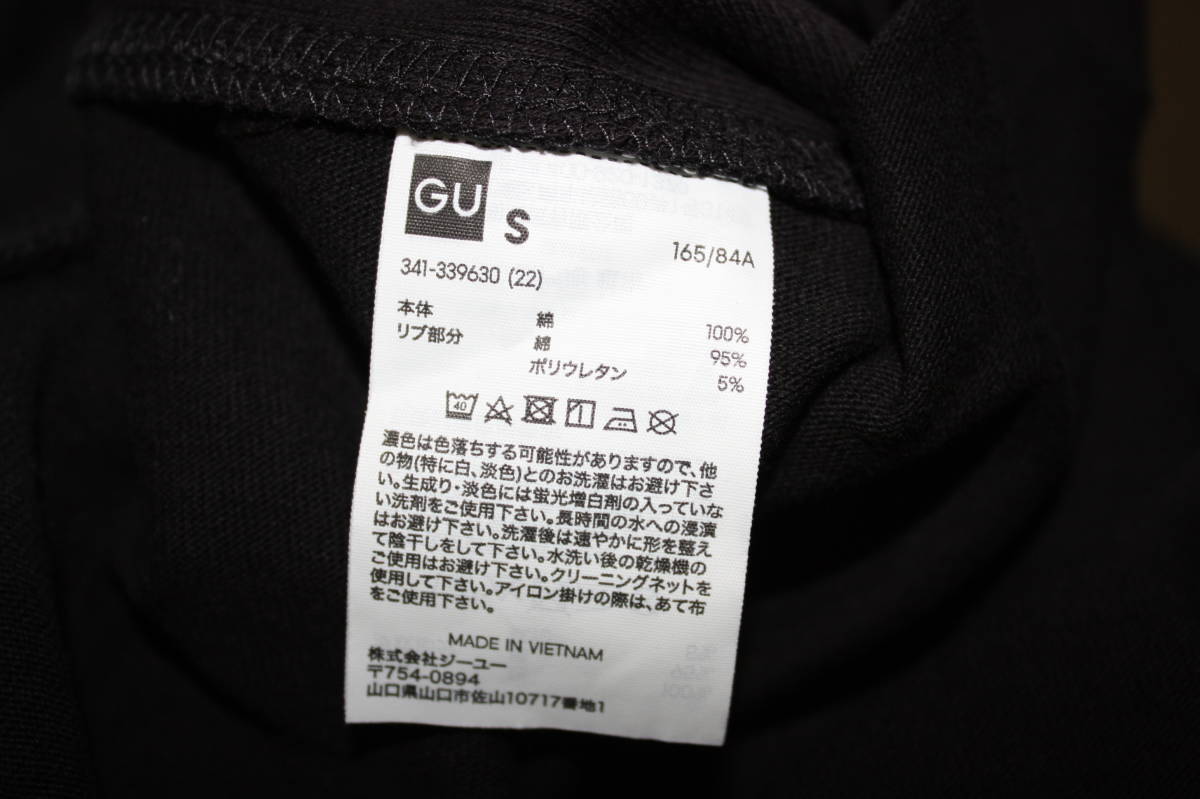 GU S
165/84A
341-339630 (22)
本体 綿 100%
リブ部分 綿 95%
ポリウレタン 5%
40
濃色は色落ちする可能性がありますので、他
の物(特に白、淡色)とのお洗濯はお避け下さ
い。生成り・淡色には蛍光増白剤の入っていな
い洗剤をご使用下さい。長時間の水への浸漬
はお避け下さい。洗濯後は速やかに形を整え
て陰干しをして下さい。水洗い後の乾燥機の
ご使用はお避け下さい。クリーニングネットを
使用して下さい。アイロン掛けの際は、あて布
をご使用下さい。
MADE IN VIETNAM
株式会社ジーユー
〒754-0894
山口県山口市佐山10717番地1